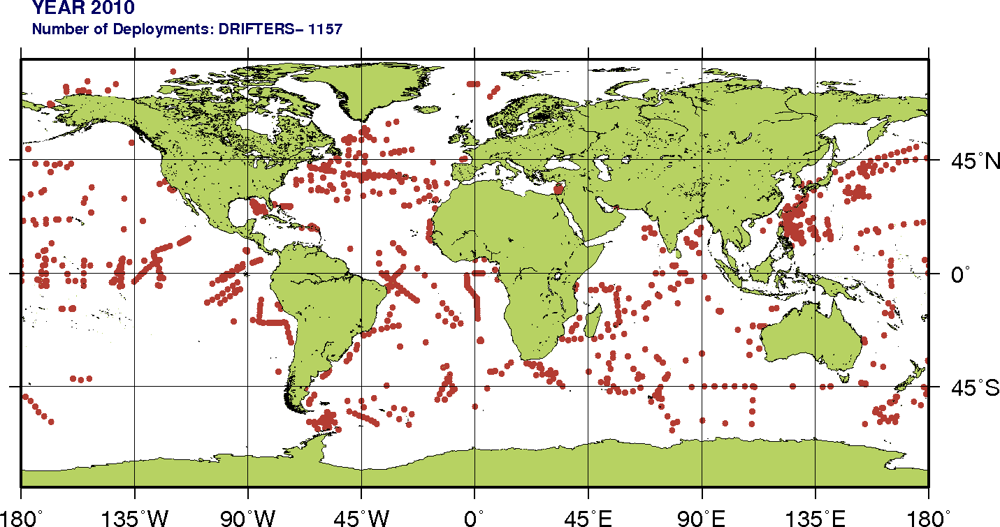 YEAR 2010
Number of Deployments: DRIFTERS– 1157
45°N
0°
45°S
180° 135°W 90°W 45°W 0° 45°E 90°E 135°E 180°